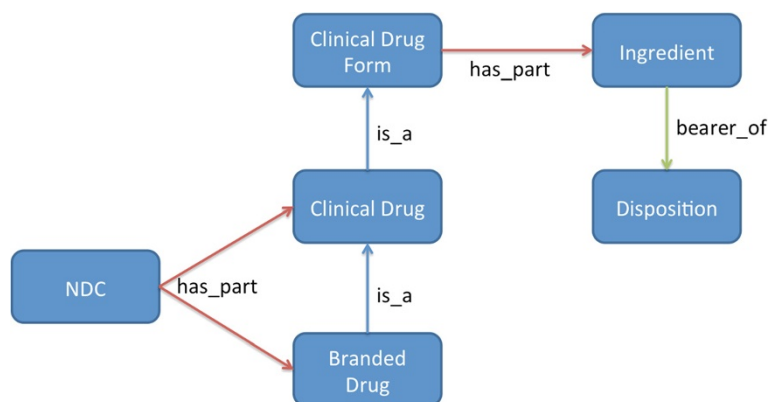 Clinical Drug
Form
has_part
Ingredient
is_a
bearer_of
Clinical Drug
Disposition
NDC
has_part
is_a
Branded
Drug